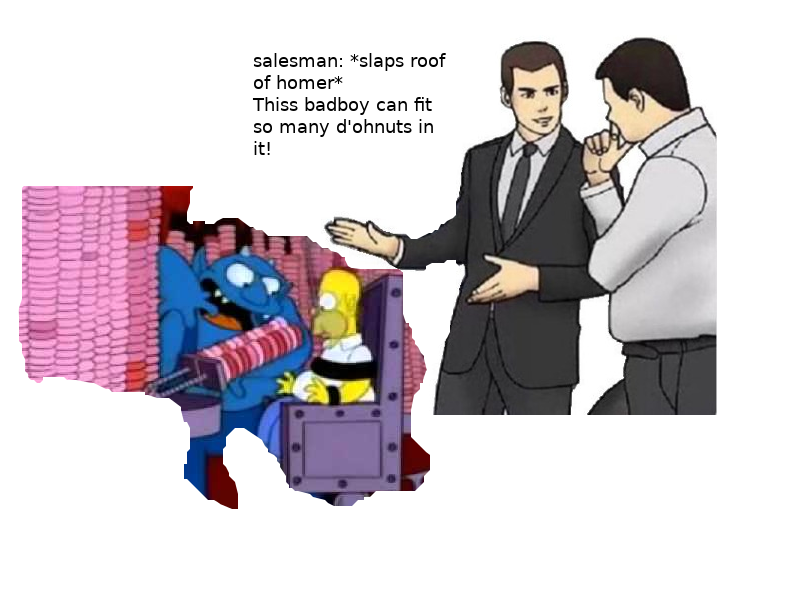 salesman: *slaps roof
of homer*
Thiss badboy can fit
so many d'ohnuts in
it!